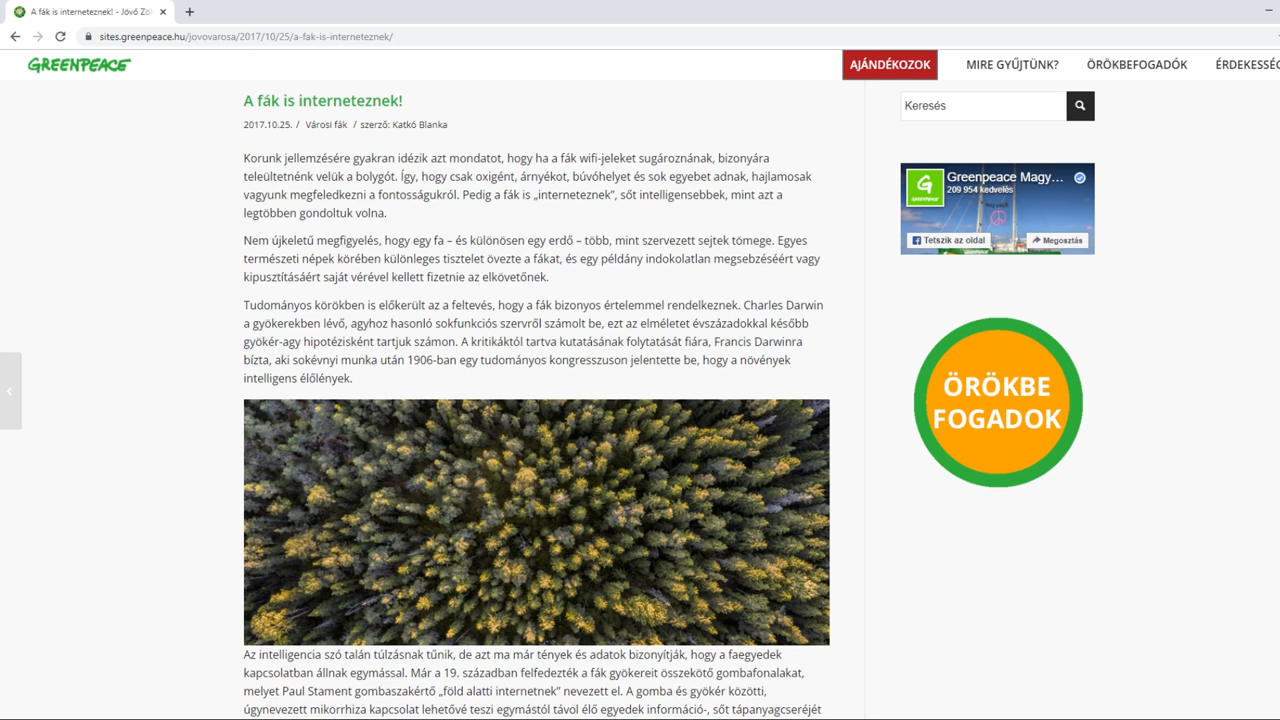 A fák is interneteznek! - Jövő Zöl
sites.greenpeace.hu/jovovarosa/2017/10/25/a-fak-is-interneteznek/
GREENPEACE
AJÁNDÉKOZOK
MIRE GYŰJTÜNK?
ÖRÖKBEFOGADÓK
ÉRDEKESSÉG
A fák is interneteznek!
2017.10.25. / Városi fák / szerző: Katkó Blanka
Korunk jellemzésére gyakran idézik azt mondatot, hogy ha a fák wifi-jeleket sugároznának, bizonyára
teleültetnénk velük a bolygót. Így, hogy csak oxigént, árnyékot, búvóhelyet és sok egyebet adnak, hajlamosak
vagyunk megfeledkezni a fontosságukról. Pedig a fák is „interneteznek”, sőt intelligensebbek, mint azt a
legtöbben gondoltuk volna.
Nem újkeletű megfigyelés, hogy egy fa – és különösen egy erdő – több, mint szervezett sejtek tömege. Egyes
természeti népek körében különleges tisztelet övezte a fákat, és egy példány indokolatlan megsebzéséért vagy
kipusztításáért saját vérével kellett fizetnie az elkövetőnek.
Tudományos körökben is előkerült az a feltevés, hogy a fák bizonyos értelemmel rendelkeznek. Charles Darwin
a gyökerekben lévő, agyhoz hasonló sokfunkciós szervről számolt be, ezt az elméletet évszázadokkal később
gyökér-agy hipotézisként tartjuk számon. A kritikáktól tartva kutatásának folytatását fiára, Francis Darwinra
bízta, aki sokévnyi munka után 1906-ban egy tudományos kongresszuson jelentette be, hogy a növények
intelligens élőlények.
Az intelligencia szó talán túlzásnak tűnik, de azt ma már tények és adatok bizonyítják, hogy a faegyedek
kapcsolatban állnak egymással. Már a 19. században felfedezték a fák gyökereit összekötő gombafonalakat,
melyet Paul Stament gombaszakértő „föld alatti internetnek” nevezett el. A gomba és gyökér közötti,
úgynevezett mikorrhiza kapcsolat lehetővé teszi egymástól távol élő egyedek információ-, sőt tápanyagcseréjét
Keresés
Greenpeace Magy...
209 954 kedvelés
GREENPEACE
Tetszik az oldal
Megosztás
ÖRÖKBE
FOGADOK